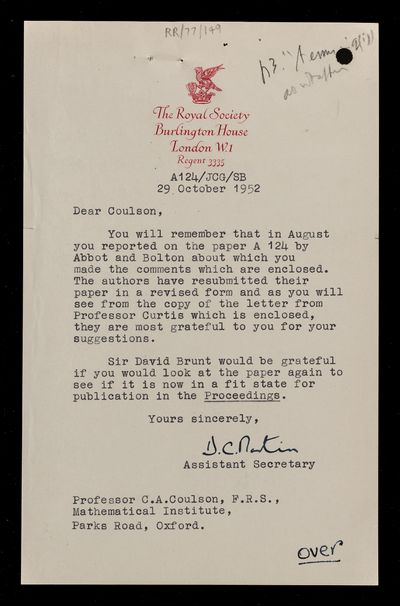 RR/77/149
p3.
The Royal Society
Burlington House
London W.1
Regent 3335
A124/JCG/SB
29 October 1952
Dear Coulson,
You will remember that in August
you reported on the paper A 124 by
Abbot and Bolton about which you
made the comments which are enclosed.
The authors have resubmitted their
paper in a revised form and as you will
see from the copy of the letter from
Professor Curtis which is enclosed,
they are most grateful to you for your
suggestions.
Sir David Brunt would be grateful
if you would look at the paper again to
see if it is now in a fit state for
publication in the Proceedings.
Yours sincerely,
D.C. Martin
Assistant Secretary
Professor C.A.Coulson, F.R.S.,
Mathematical Institute,
Parks Road, Oxford.
over